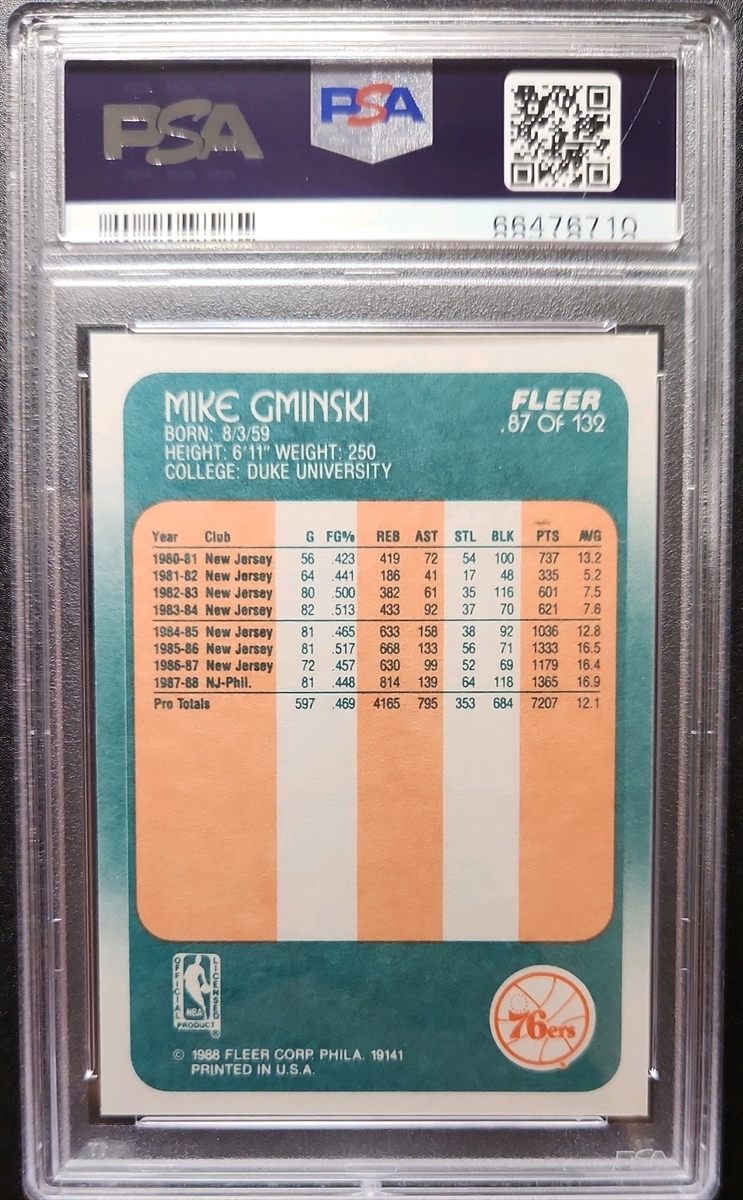 PSA PSA
66476710
MIKE GMINSKI FLEER
BORN: 8/3/59 .87 OF 132
HEIGHT: 6'11" WEIGHT: 250
COLLEGE: DUKE UNIVERSITY
Year Club G FG% REB AST STL BLK PTS AVG
1980-81 New Jersey 56 .423 419 72 54 100 737 13.2
1981-82 New Jersey 64 .441 186 41 17 48 335 5.2
1982-83 New Jersey 80 .500 382 61 35 116 601 7.5
1983-84 New Jersey 82 .513 433 92 37 70 621 7.6
1984-85 New Jersey 81 .465 633 158 38 92 1036 12.8
1985-86 New Jersey 81 .517 668 133 56 71 1333 16.5
1986-87 New Jersey 72 .457 630 99 52 69 1179 16.4
1987-88 NJ-Phil. 81 .448 814 139 64 118 1365 16.9
Pro Totals 597 .469 4165 795 353 684 7207 12.1
OFFICIAL LICENSED
NBA
PRODUCT ®
76ers
© 1988 FLEER CORP. PHILA. 19141
PRINTED IN U.S.A.
PSA